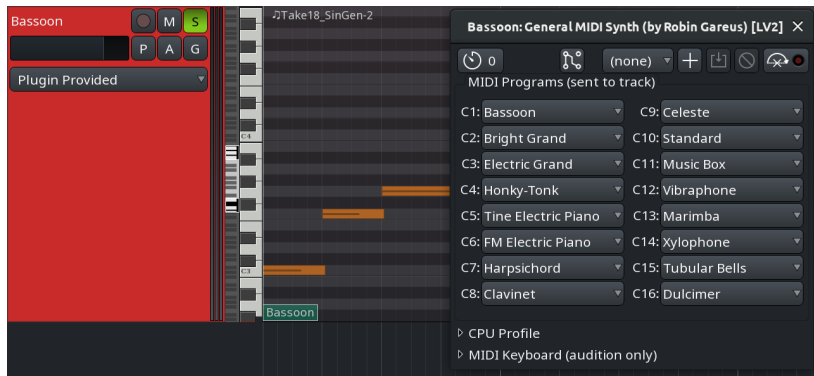 Bassoon
M
S
P
A
G
Plugin Provided
C4
C3
♫Take18_SinGen-2
Bassoon
Bassoon: General MIDI Synth (by Robin Gareus) [LV2]
0
(none)
MIDI Programs (sent to track)
C1: Bassoon
C9: Celeste
C2: Bright Grand
C10: Standard
C3: Electric Grand
C11: Music Box
C4: Honky-Tonk
C12: Vibraphone
C5: Tine Electric Piano
C13: Marimba
C6: FM Electric Piano
C14: Xylophone
C7: Harpsichord
C15: Tubular Bells
C8: Clavinet
C16: Dulcimer
CPU Profile
MIDI Keyboard (audition only)